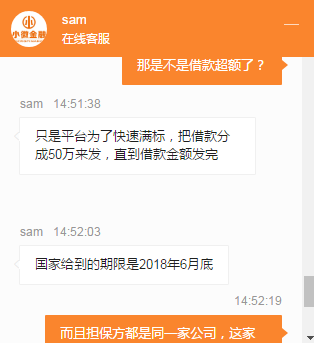 小微金融
sam
在线客服
那是不是借款超额了？
sam 14:51:38
只是平台为了快速满标，把借款分
成50万来发，直到借款金额发完
sam 14:52:03
国家给到的期限是2018年6月底
14:52:19
而且担保方都是同一家公司，这家